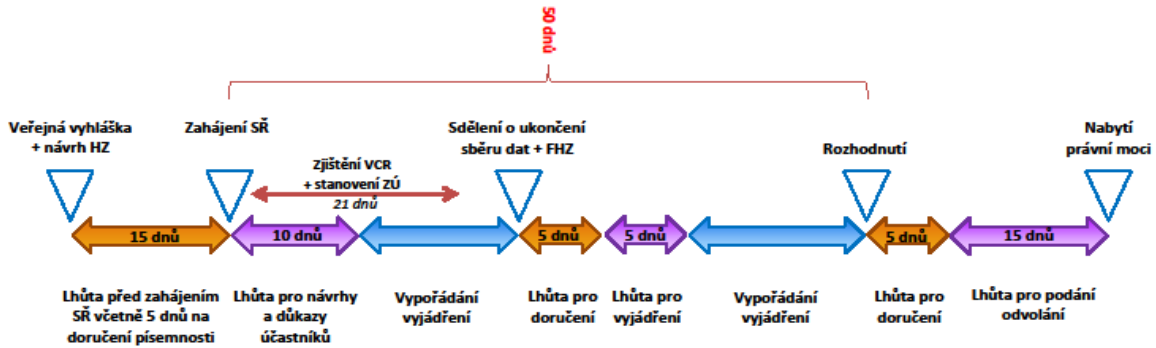 50 dnů
Veřejná vyhláška
+ návrh HZ
Zahájení SŘ
Sdělení o ukončení
sběru dat + FHZ
Rozhodnutí
Nabytí
právní moci
Zjištění VCR
+ stanovení ZÚ
21 dnů
15 dnů
10 dnů
5 dnů
5 dnů
5 dnů
15 dnů
Lhůta před zahájením
SŘ včetně 5 dnů na
doručení písemnosti
Lhůta pro návrhy
a důkazy
účastníků
Vypořádání
vyjádření
Lhůta pro
doručení
Lhůta pro
vyjádření
Vypořádání
vyjádření
Lhůta pro
doručení
Lhůta pro podání
odvolání